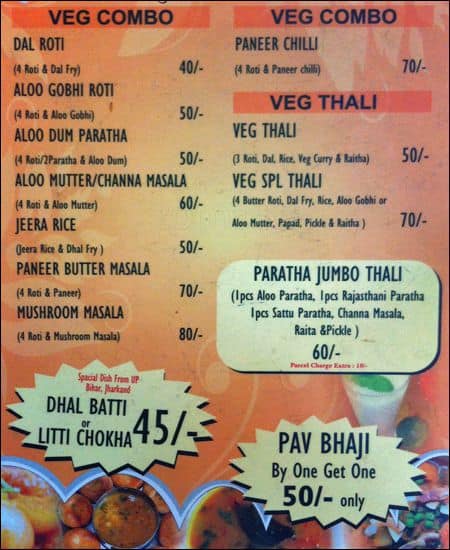 VEG COMBO
DAL ROTI
(4 Roti & Dal Fry) 40/-
ALOO GOBHI ROTI
(4 Roti & Aloo Gobhi) 50/-
ALOO DUM PARATHA
(4 Roti/2Paratha & Aloo Dum) 50/-
ALOO MUTTER/CHANNA MASALA
(4 Roti & Aloo Mutter) 60/-
JEERA RICE
(Jeera Rice & Dhal Fry ) 50/-
PANEER BUTTER MASALA
(4 Roti & Paneer) 70/-
MUSHROOM MASALA
(4 Roti & Mushroom Masala) 80/-
Special Dish From UP
Bihar, Jharkand
DHAL BATTI
or
LITTI CHOKHA 45/-
VEG COMBO
PANEER CHILLI
(4 Roti & Paneer chilli) 70/-
VEG THALI
VEG THALI
(3 Roti, Dal, Rice, Veg Curry & Raitha) 50/-
VEG SPL THALI
(4 Butter Roti, Dal Fry, Rice, Aloo Gobhi or
Aloo Mutter, Papad, Pickle & Raitha ) 70/-
PARATHA JUMBO THALI
(1pcs Aloo Paratha, 1pcs Rajasthani Paratha
1pcs Sattu Paratha, Channa Masala,
Raita &Pickle )
60/-
Parcel Charge Extra : 10/-
PAV BHAJI
By One Get One
50/- only